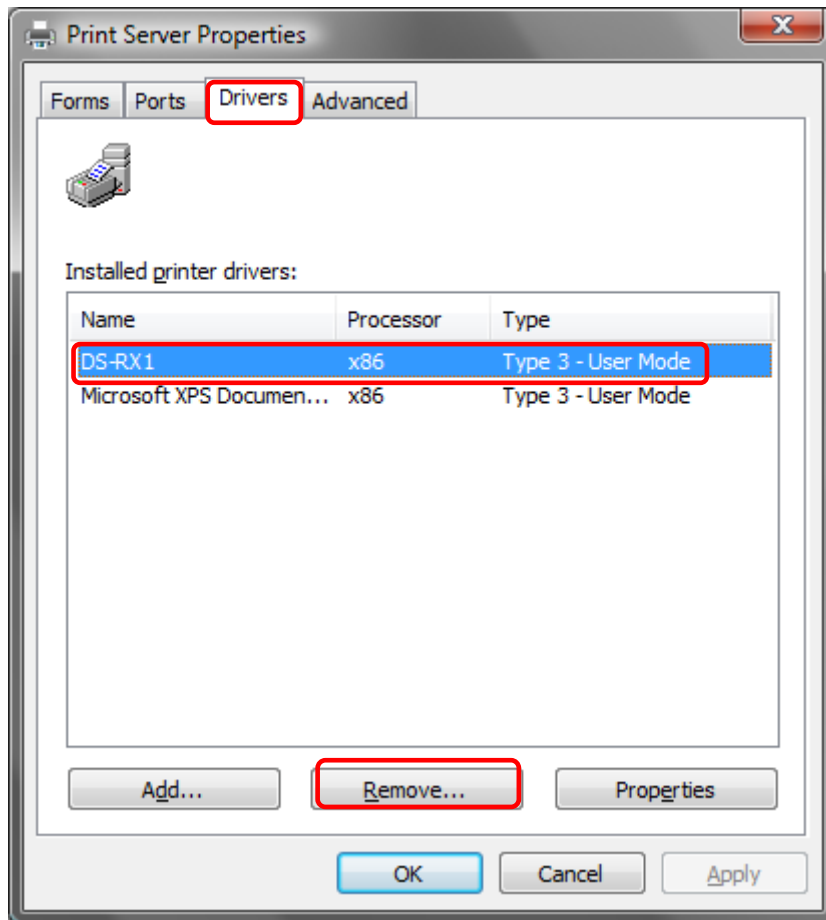 Print Server Properties
Forms Ports Drivers Advanced
Installed printer drivers:
Name Processor Type
DS-RX1 x86 Type 3 - User Mode
Microsoft XPS Documen... x86 Type 3 - User Mode
Add... Remove... Properties
OK Cancel Apply